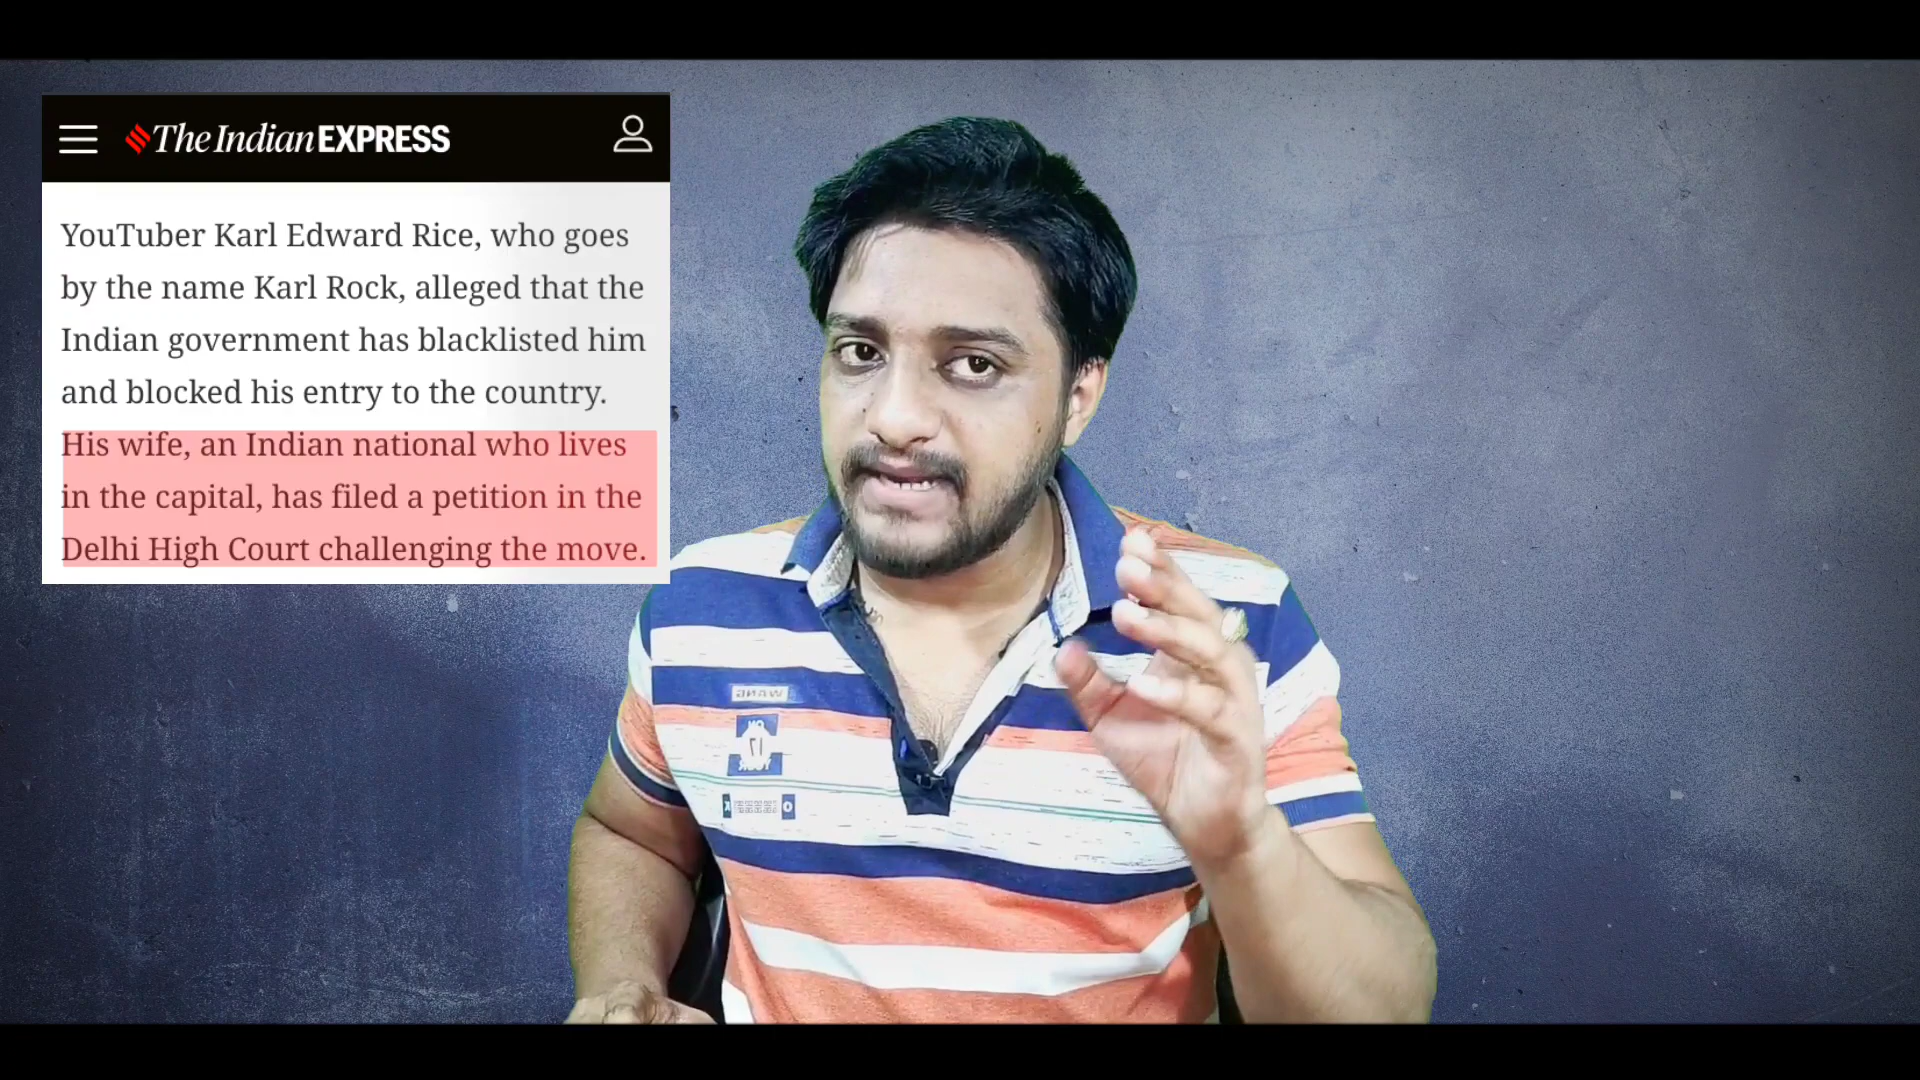 The Indian EXPRESS
YouTuber Karl Edward Rice, who goes
by the name Karl Rock, alleged that the
Indian government has blacklisted him
and blocked his entry to the country.
His wife, an Indian national who lives
in the capital, has filed a petition in the
Delhi High Court challenging the move.
17